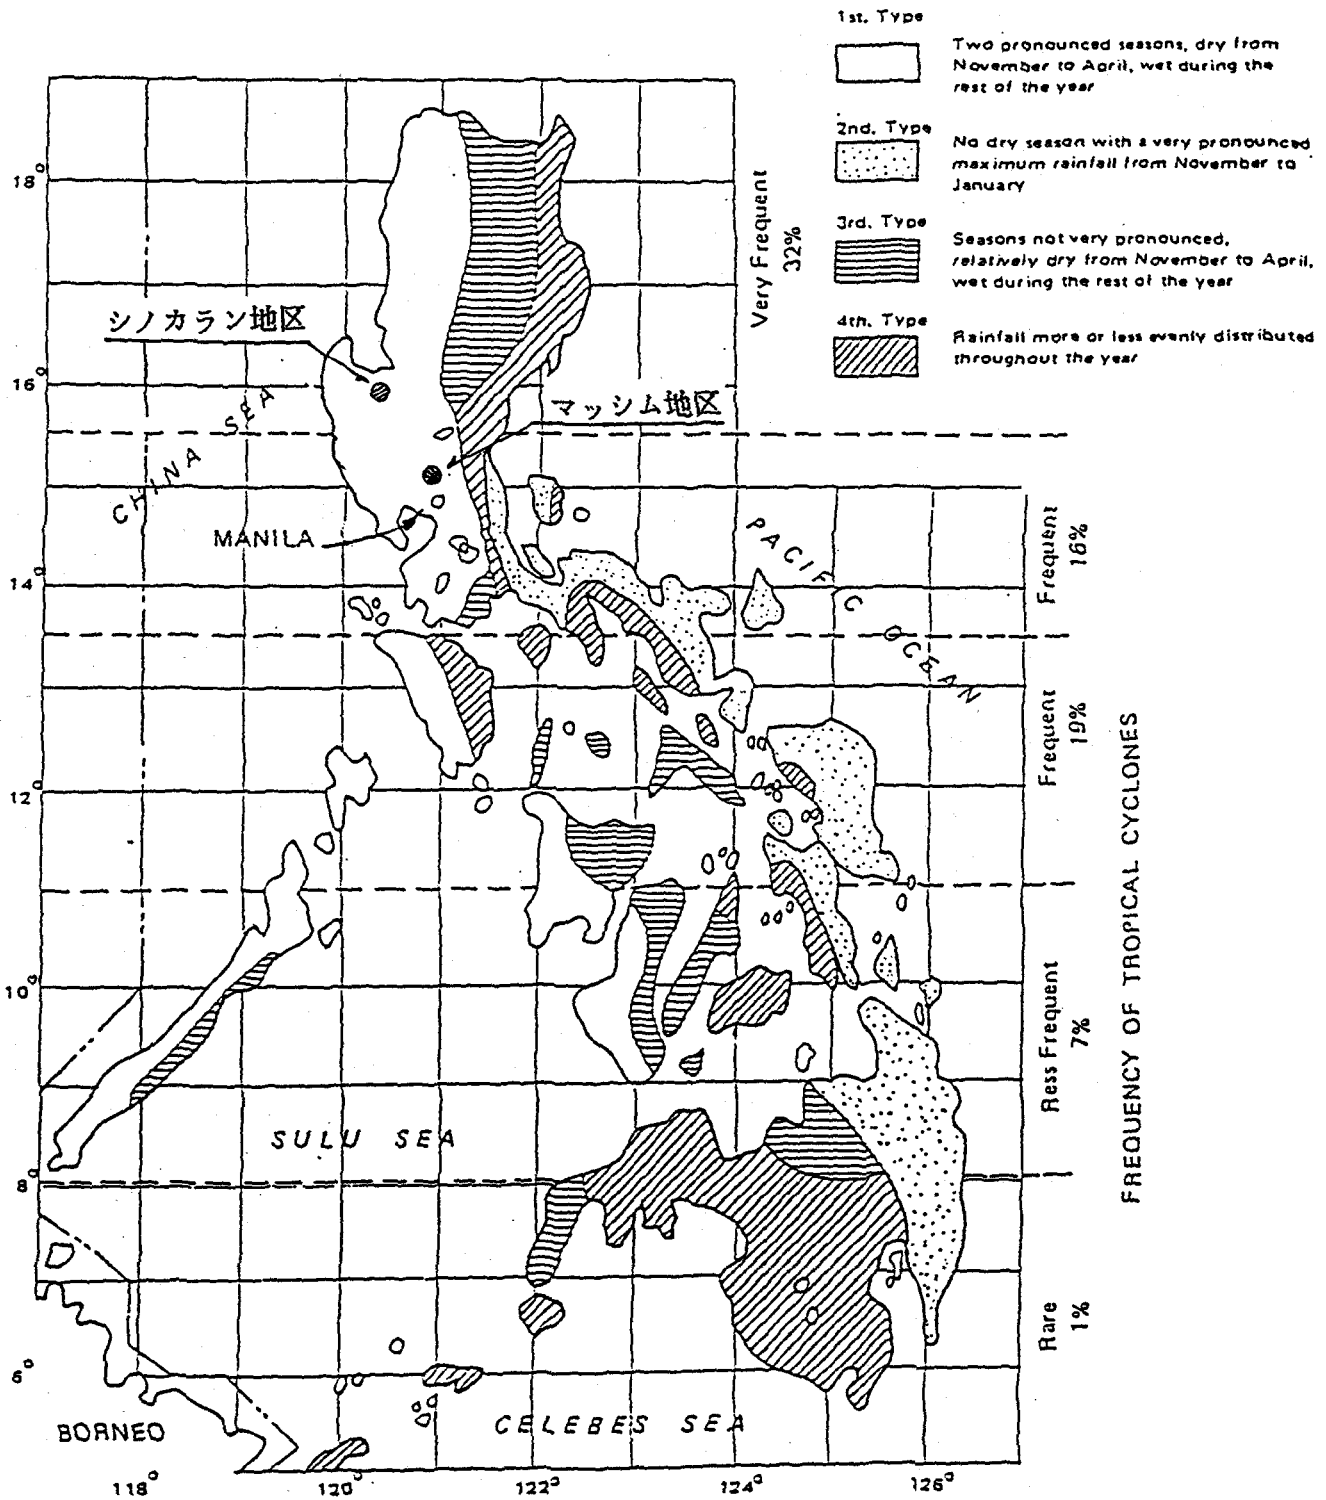 1st. Type
Two pronounced seasons, dry from
November to April, wet during the
rest of the year
2nd. Type
No dry season with a very pronounced
maximum rainfall from November to
January
3rd. Type
Seasons not very pronounced,
relatively dry from November to April,
wet during the rest of the year
4th. Type
Rainfall more or less evenly distributed
throughout the year
18°
16°
14°
12°
10°
8°
6°
シノカラン地区
マッシム地区
CHINA SEA
MANILA
PACIFIC OCEAN
SULU SEA
CELEBES SEA
BORNEO
Very Frequent
32%
Frequent
16%
Frequent
19%
Ress Frequent
7%
Rare
1%
FREQUENCY OF TROPICAL CYCLONES
118°
120°
122°
124°
126°